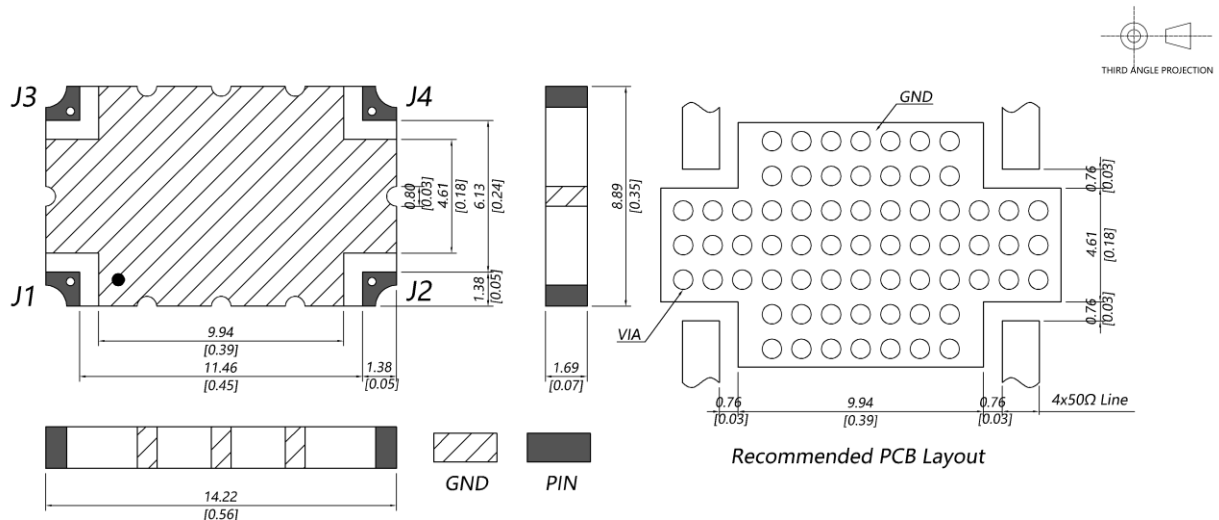 THIRD ANGLE PROJECTION
J3
J4
J1
J2
0.80
[0.03]
4.61
[0.18]
6.13
[0.24]
1.38
[0.05]
9.94
[0.39]
11.46
[0.45]
1.38
[0.05]
8.89
[0.35]
1.69
[0.07]
GND
VIA
0.76
[0.03]
4.61
[0.18]
0.76
[0.03]
0.76
[0.03]
9.94
[0.39]
0.76
[0.03]
4x50Ω Line
Recommended PCB Layout
GND
PIN
14.22
[0.56]